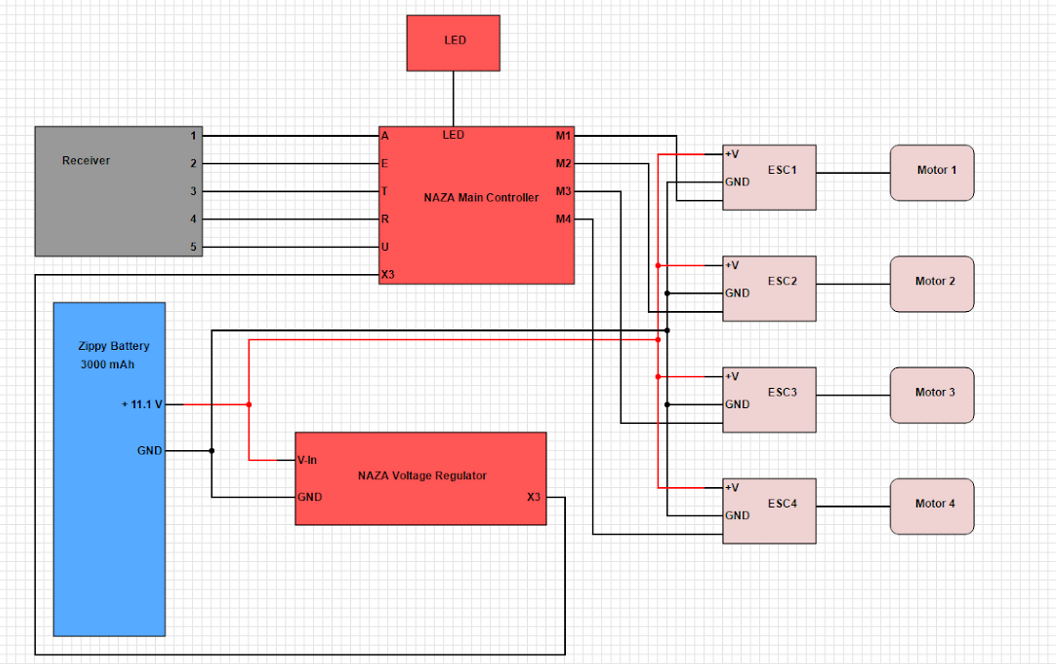 LED
LED
Receiver
1
2
3
4
5
A
E
T
R
U
X3
NAZA Main Controller
M1
M2
M3
M4
+V
GND
ESC1
Motor 1
+V
GND
ESC2
Motor 2
+V
GND
ESC3
Motor 3
+V
GND
ESC4
Motor 4
Zippy Battery
3000 mAh
+ 11.1 V
GND
V-In
GND
NAZA Voltage Regulator
X3